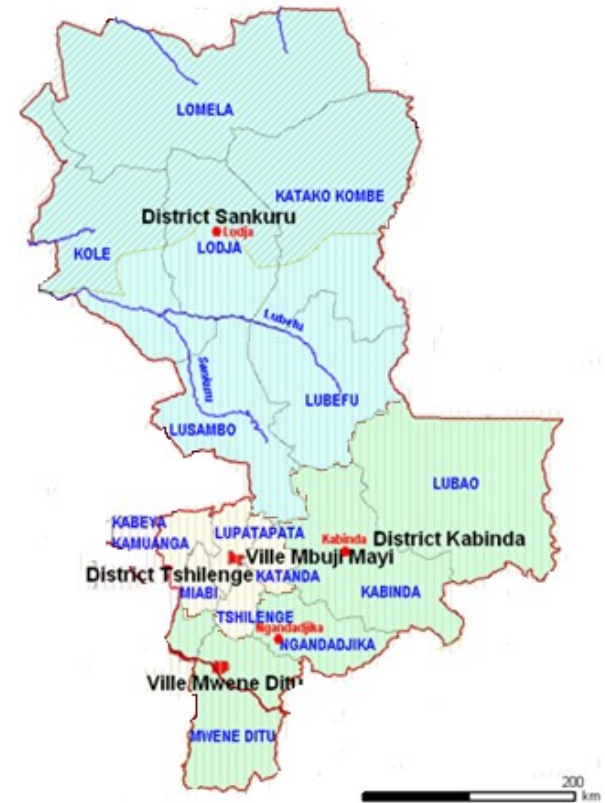 LOMELA
KATAKO KOMBE
District Sankuru
Lodja
LODJA
KOLE
Lubefu
Sankuru
LUBEFU
LUSAMBO
LUBAO
KABEYA
KAMUANGA
LUPATAPATA
Kabinda
District Kabinda
Ville Mbuji Mayi
District Tshilenge
KATANDA
MIABI
KABINDA
TSHILENGE
Ngandadjika
NGANDADJIKA
Ville Mwene Ditu
MWENE DITU
200
km